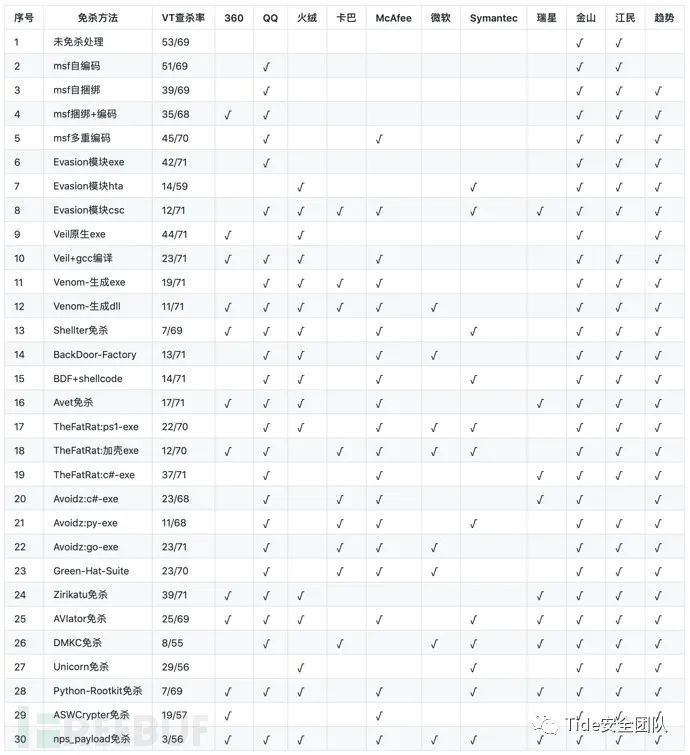 序号 免杀方法 VT查杀率 360 QQ 火绒 卡巴 McAfee 微软 Symantec 瑞星 金山 江民 趋势
1 未免杀处理 53/69 √ √
2 msf自编码 51/69 √ √ √
3 msf自捆绑 39/69 √ √ √ √
4 msf捆绑+编码 35/68 √ √ √ √ √
5 msf多重编码 45/70 √ √ √ √ √
6 Evasion模块exe 42/71 √ √ √ √
7 Evasion模块hta 14/59 √ √ √ √ √
8 Evasion模块csc 12/71 √ √ √ √ √ √ √ √ √
9 Veil原生exe 44/71 √ √ √ √
10 Veil+gcc编译 23/71 √ √ √ √ √ √ √
11 Venom-生成exe 19/71 √ √ √ √ √ √ √
12 Venom-生成dll 11/71 √ √ √ √ √ √ √ √ √
13 Shellter免杀 7/69 √ √ √ √ √ √ √ √
14 BackDoor-Factory 13/71 √ √ √ √ √ √ √
15 BDF+shellcode 14/71 √ √ √ √ √ √ √
16 Avet免杀 17/71 √ √ √ √ √ √ √ √
17 TheFatRat:ps1-exe 22/70 √ √ √ √ √ √ √ √
18 TheFatRat:加壳exe 12/70 √ √ √ √ √ √ √ √ √
19 TheFatRat:c#-exe 37/71 √ √ √ √ √ √
20 Avoidz:c#-exe 23/68 √ √ √ √ √ √
21 Avoidz:py-exe 11/68 √ √ √ √ √ √ √
22 Avoidz:go-exe 23/71 √ √ √ √ √ √ √
23 Green-Hat-Suite 23/70 √ √ √ √ √ √ √
24 Zirikatu免杀 39/71 √ √ √ √ √ √ √
25 AVIator免杀 25/69 √ √ √ √ √ √ √ √ √
26 DMKC免杀 8/55 √ √ √ √ √ √ √ √
27 Unicorn免杀 29/56 √ √ √ √ √
28 Python-Rootkit免杀 7/69 √ √ √ √ √ √ √ √ √
29 ASWCrypter免杀 19/57 √ √ √ √ √
30 nps_payload免杀 3/56 √ √ √ √ √ √ √ √ √ √
Tide安全团队